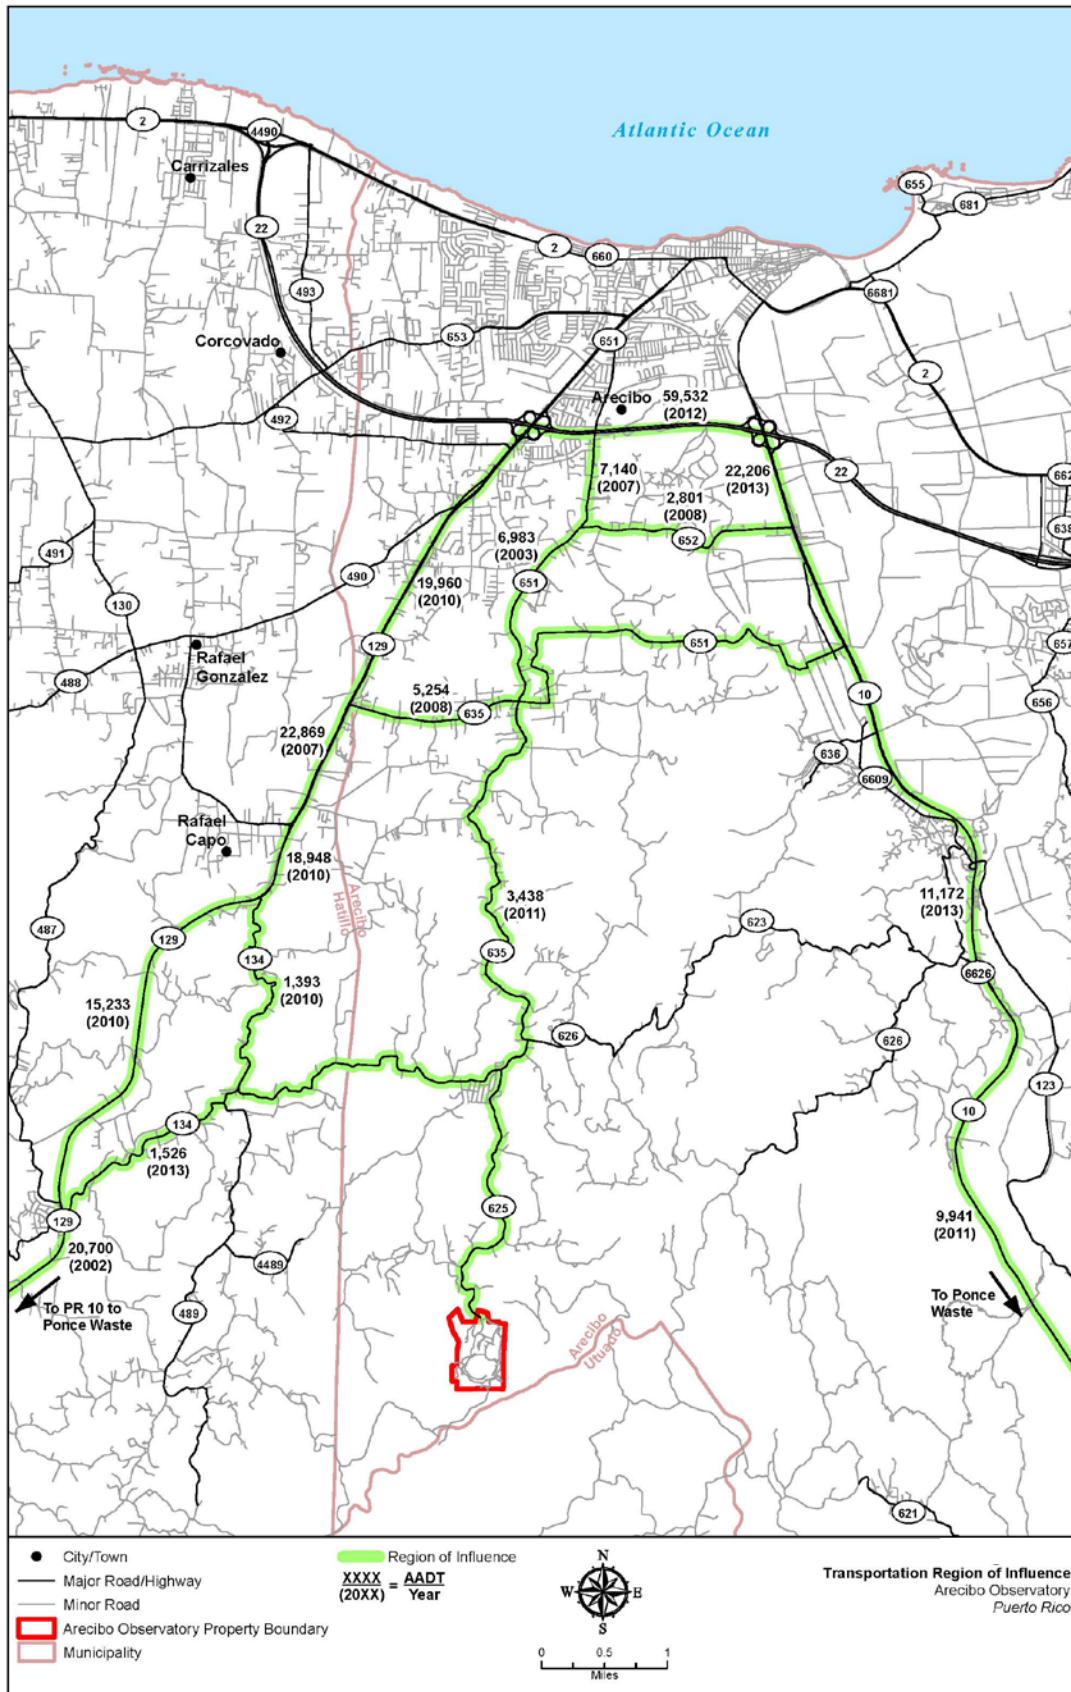 Atlantic Ocean
2
4490
Carrizales
655
681
22
2
660
493
6681
653
651
Corcovado
2
Arecibo
59,532
(2012)
492
22
7,140
(2007)
22,206
(2013)
662
2,801
(2008)
638
6,983
(2003)
652
491
490
19,960
(2010)
651
130
129
651
657
Rafael
Gonzalez
488
5,254
(2008)
635
10
656
22,869
(2007)
636
6609
Rafael
Capo
18,948
(2010)
3,438
(2011)
11,172
(2013)
Arecibo
Hatillo
623
487
129
134
635
6626
1,393
(2010)
15,233
(2010)
626
626
123
10
134
1,526
(2013)
625
129
9,941
(2011)
20,700
(2002)
4489
To PR 10 to
Ponce Waste
489
To Ponce
Waste
Arecibo
Utuado
621
City/Town
Major Road/Highway
Minor Road
Arecibo Observatory Property Boundary
Municipality
Region of Influence
XXXX
(20XX)
=
AADT
Year
N
W
E
S
0
0.5
1
Miles
Transportation Region of Influence
Arecibo Observatory
Puerto Rico